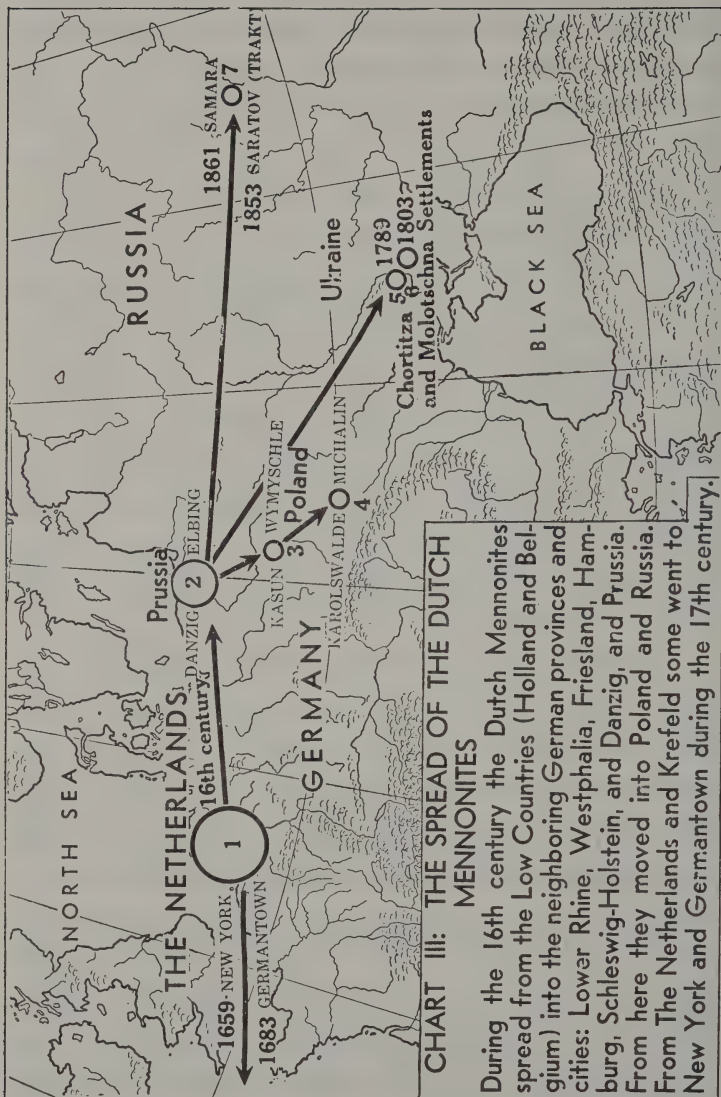 NORTH SEA
THE NETHERLANDS
16th century
1659 · NEW YORK.
1683 GERMANTOWN
1
Prussia
DANZIG
2
ELBING
GERMANY
KASUN
WYMYSCHLE
3
Poland
KAROLSWALDE
MICHALIN
4
RUSSIA
1861 SAMARA
7
1853 SARATOV (TRAKT)
Ukraine
1789
5
1803
6
Chortitza
and Molotschna Settlements
BLACK SEA
CHART III: THE SPREAD OF THE DUTCH
MENNONITES
During the 16th century the Dutch Mennonites
spread from the Low Countries (Holland and Bel-
gium) into the neighboring German provinces and
cities: Lower Rhine, Westphalia, Friesland, Ham-
burg, Schleswig-Holstein, and Danzig, and Prussia.
From here they moved into Poland and Russia.
From The Netherlands and Krefeld some went to
New York and Germantown during the 17th century.